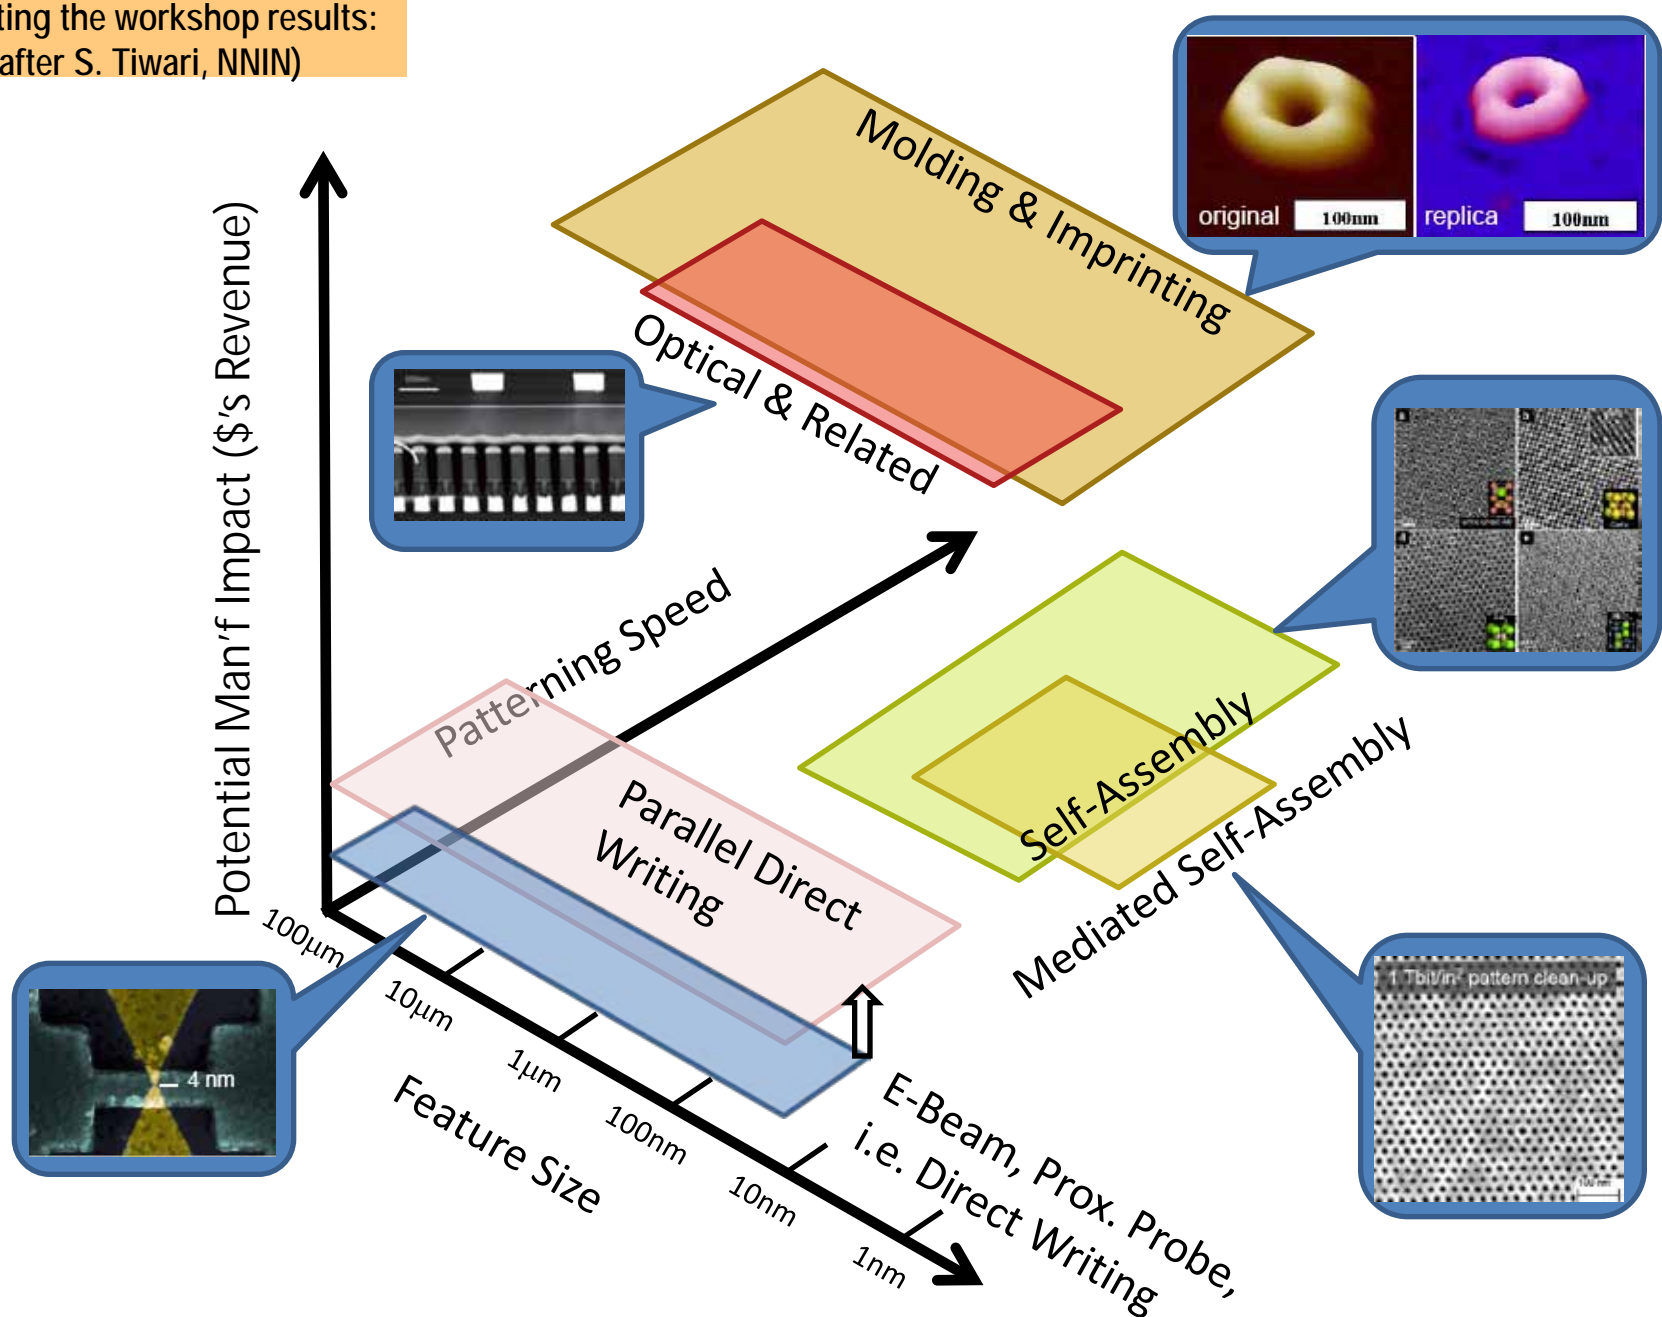 ting the workshop results:
after S. Tiwari, NNIN)
Potential Man'f Impact ($'s Revenue)
Patterning Speed
Feature Size
100μm
10μm
1μm
100nm
10nm
1nm
Molding & Imprinting
Optical & Related
Parallel Direct
Writing
Self-Assembly
Mediated Self-Assembly
E-Beam, Prox. Probe,
i.e. Direct Writing
original
100nm
replica
100nm
4 nm
1 Tbit/in² pattern clean-up
100 nm